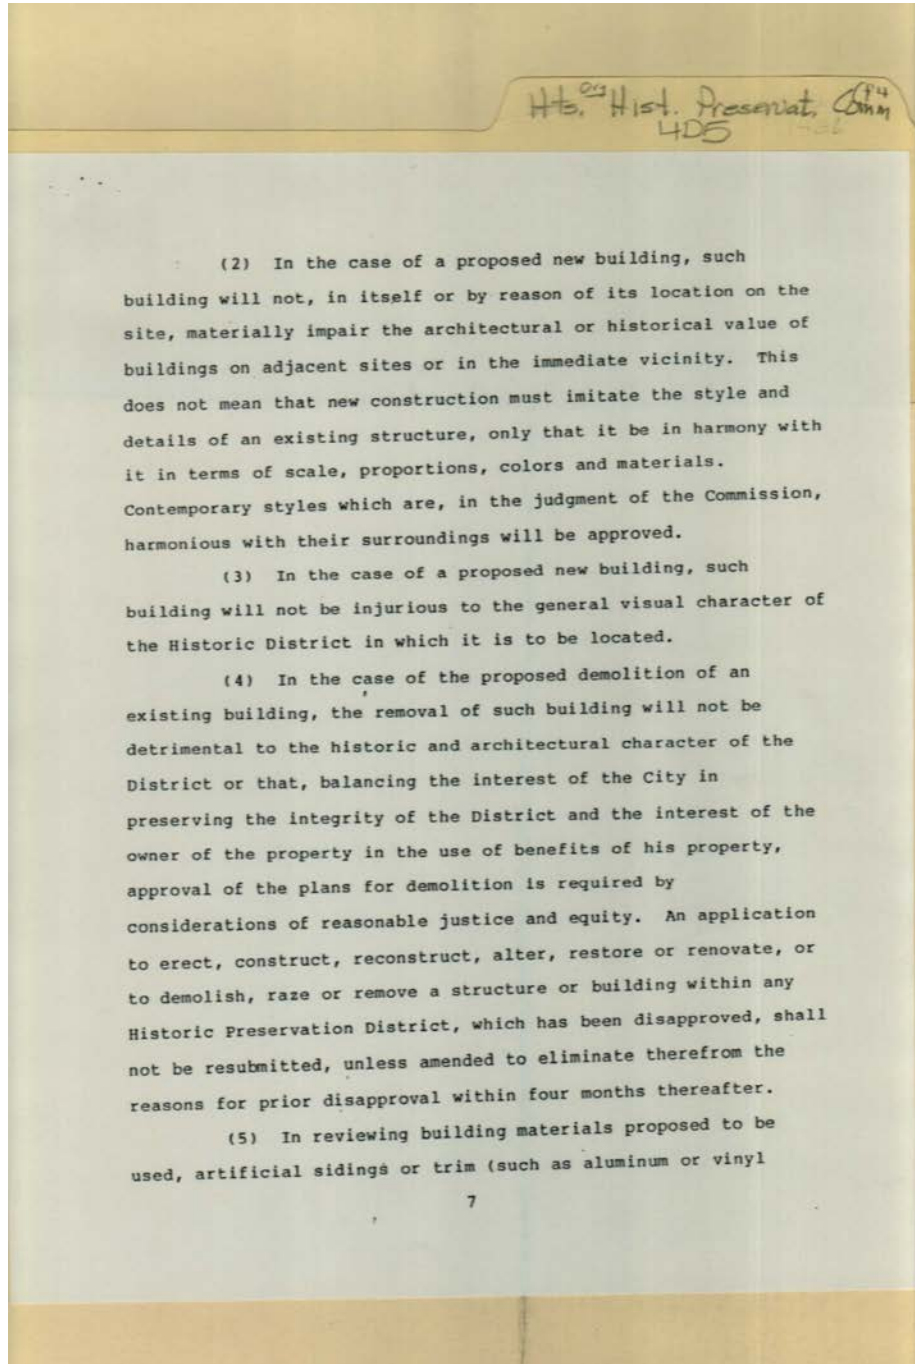 Hts. Org Hist. Preservat. Comm
4D5
(2) In the case of a proposed new building, such
building will not, in itself or by reason of its location on the
site, materially impair the architectural or historical value of
buildings on adjacent sites or in the immediate vicinity. This
does not mean that new construction must imitate the style and
details of an existing structure, only that it be in harmony with
it in terms of scale, proportions, colors and materials.
Contemporary styles which are, in the judgment of the Commission,
harmonious with their surroundings will be approved.
(3) In the case of a proposed new building, such
building will not be injurious to the general visual character of
the Historic District in which it is to be located.
(4) In the case of the proposed demolition of an
existing building, the removal of such building will not be
detrimental to the historic and architectural character of the
District or that, balancing the interest of the City in
preserving the integrity of the District and the interest of the
owner of the property in the use of benefits of his property,
approval of the plans for demolition is required by
considerations of reasonable justice and equity. An application
to erect, construct, reconstruct, alter, restore or renovate, or
to demolish, raze or remove a structure or building within any
Historic Preservation District, which has been disapproved, shall
not be resubmitted, unless amended to eliminate therefrom the
reasons for prior disapproval within four months thereafter.
(5) In reviewing building materials proposed to be
used, artificial sidings or trim (such as aluminum or vinyl
7